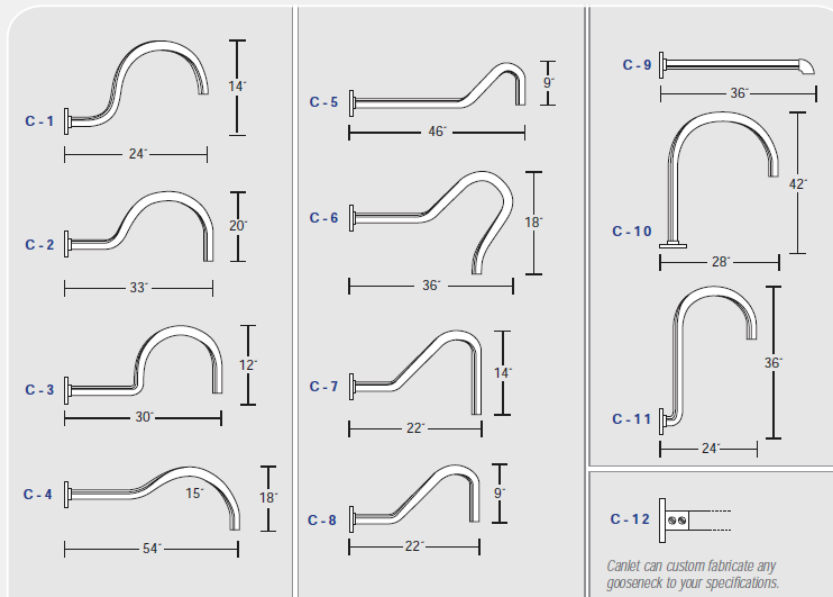 C - 1
14"
24"
C - 2
20"
33"
C - 3
12"
30"
C - 4
15"
18"
54"
C - 5
9"
46"
C - 6
18"
36"
C - 7
14"
22"
C - 8
9"
22"
C - 9
36"
C - 10
42"
28"
C - 11
36"
24"
C - 12
Canlet can custom fabricate any
gooseneck to your specifications.